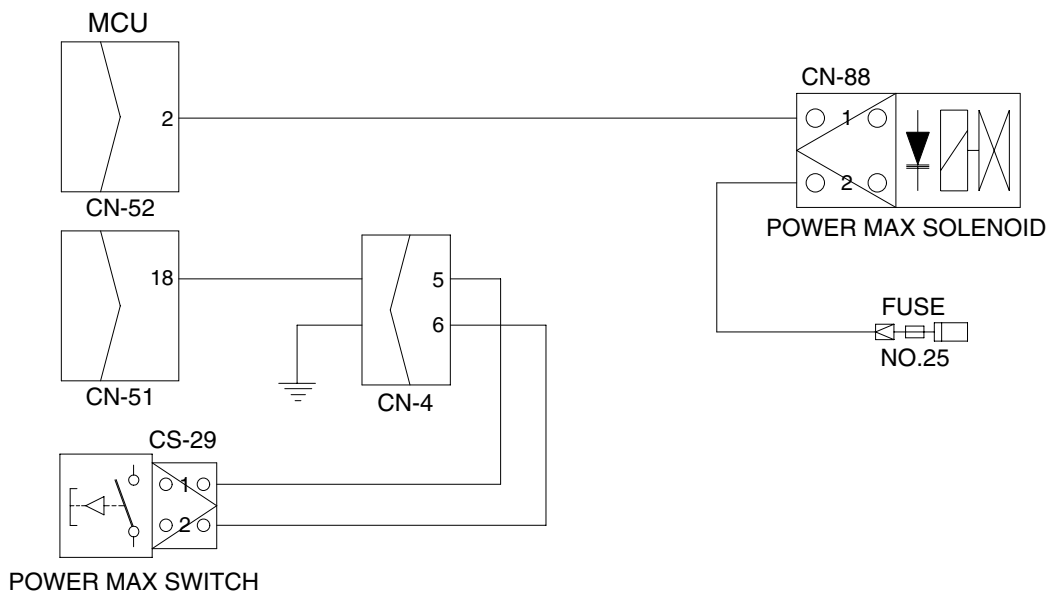 MCU
2
CN-52
CN-88
1
2
POWER MAX SOLENOID
18
CN-51
5
6
CN-4
FUSE
NO.25
CS-29
1
2
POWER MAX SWITCH